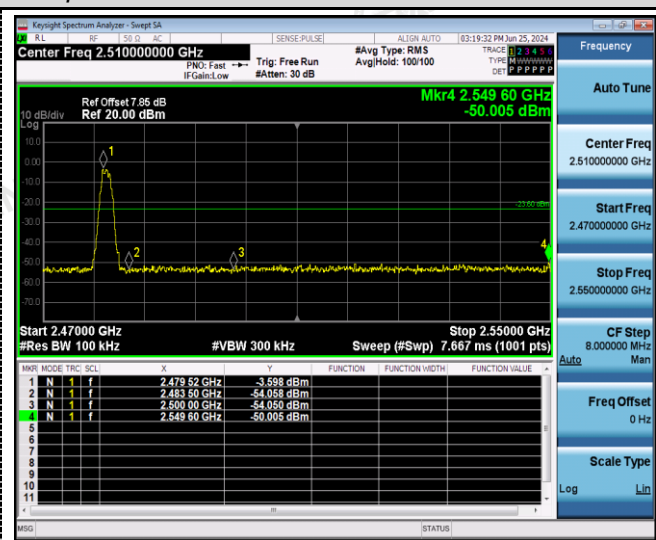 Keysight Spectrum Analyzer - Swept SA
RL RF 50 Ω AC SENSE:PULSE ALIGN AUTO 03:19:32 PM Jun 25, 2024
Center Freq 2.510000000 GHz
PNO: Fast
IFGain:Low
Trig: Free Run
#Atten: 30 dB
#Avg Type: RMS
Avg|Hold: 100/100
TRACE 1 2 3 4 5 6
TYPE M WWWWW
DET P P P P P P
Mkr4 2.549 60 GHz
-50.005 dBm
Ref Offset 7.85 dB
10 dB/div Ref 20.00 dBm
Log
10.0
0.00
-10.0
-20.0
-30.0
-40.0
-50.0
-60.0
-70.0
1
2
3
4
-23.60 dBm
Start 2.47000 GHz Stop 2.55000 GHz
#Res BW 100 kHz #VBW 300 kHz Sweep (#Swp) 7.667 ms (1001 pts)
MKR MODE TRC SCL X Y FUNCTION FUNCTION WIDTH FUNCTION VALUE
1 N 1 f 2.479 52 GHz -3.598 dBm
2 N 1 f 2.483 50 GHz -54.058 dBm
3 N 1 f 2.500 00 GHz -54.050 dBm
4 N 1 f 2.549 60 GHz -50.005 dBm
5
6
7
8
9
10
11
MSG STATUS
Frequency
Auto Tune
Center Freq
2.510000000 GHz
Start Freq
2.470000000 GHz
Stop Freq
2.550000000 GHz
CF Step
8.000000 MHz
Auto Man
Freq Offset
0 Hz
Scale Type
Log Lin